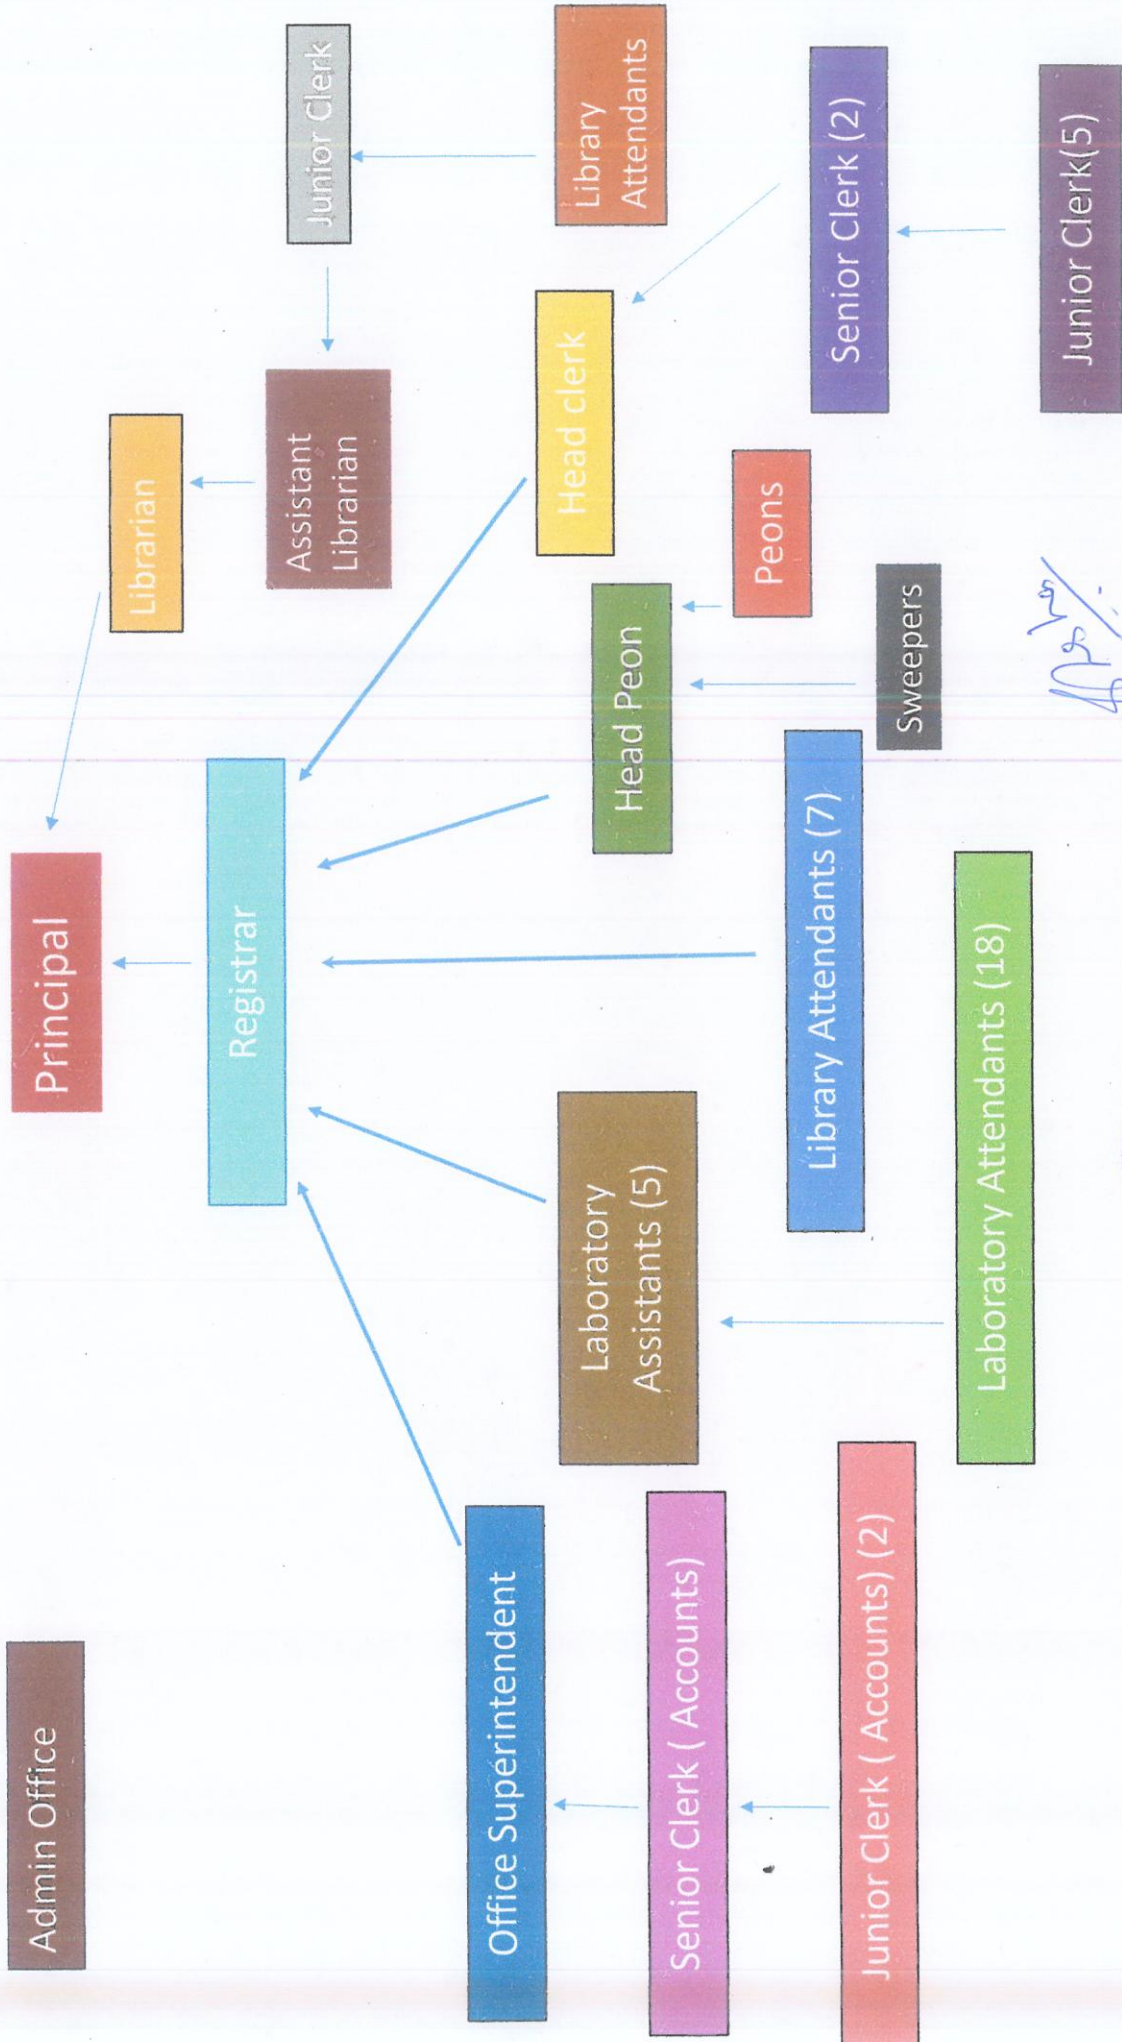 Admin Office
Principal
Registrar
Librarian
Assistant
Librarian
Junior Clerk
Library
Attendants
Office Superintendent
Senior Clerk ( Accounts)
Junior Clerk ( Accounts) (2)
Laboratory
Assistants (5)
Laboratory Attendants (18)
Library Attendants (7)
Head Peon
Peons
Sweepers
Head clerk
Senior Clerk (2)
Junior Clerk(5)